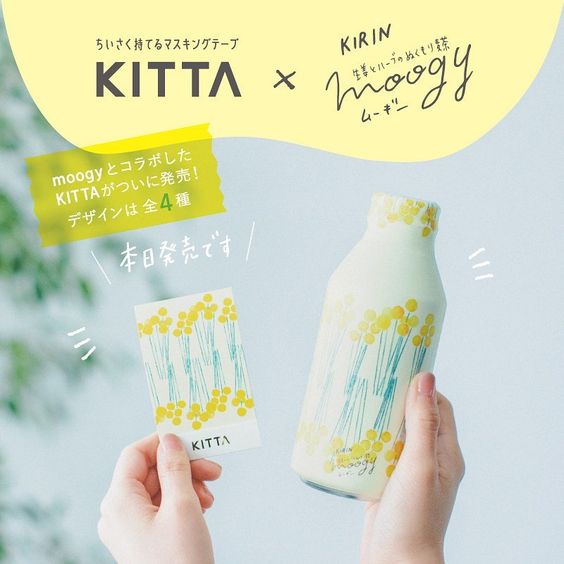 ちいさく持てるマスキングテープ
KITTA
×
KIRIN
生姜とハーブのぬくもり麦茶
moogy
ムーギー
moogyとコラボした
KITTAがついに発売!
デザインは 全4種
本日発売です
KITTA
KIRIN
moogy